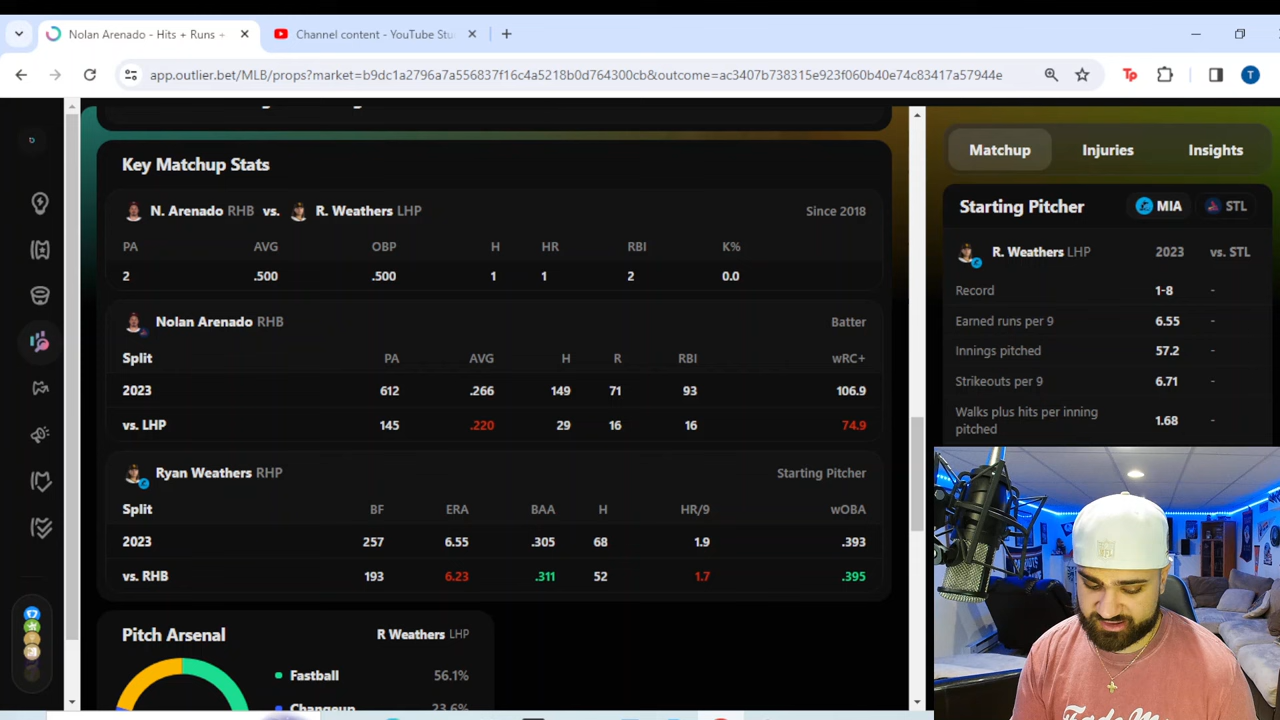 Nolan Arenado - Hits + Runs +
Channel content - YouTube Stu
app.outlier.bet/MLB/props?market=b9dc1a279a7a556837f16c4a5218b0d764300cb&outcome=ac3407b738315e923f060b40e74c83417a57944e
Tp
T
Key Matchup Stats
N. Arenado RHB vs. R. Weathers LHP Since 2018
PA AVG OBP H HR RBI K%
2 .500 .500 1 1 2 0.0
Nolan Arenado RHB Batter
Split PA AVG H R RBI wRC+
2023 612 .266 149 71 93 106.9
vs. LHP 145 .220 29 16 16 74.9
Ryan Weathers RHP Starting Pitcher
Split BF ERA BAA H HR/9 wOBA
2023 257 6.55 .305 68 1.9 .393
vs. RHB 193 6.23 .311 52 1.7 .395
Pitch Arsenal R Weathers LHP
Fastball 56.1%
Changeup 23.6%
Matchup Injuries Insights
Starting Pitcher MIA STL
R. Weathers LHP 2023 vs. STL
Record 1-8 -
Earned runs per 9 6.55 -
Innings pitched 57.2 -
Strikeouts per 9 6.71 -
Walks plus hits per inning
pitched 1.68 -